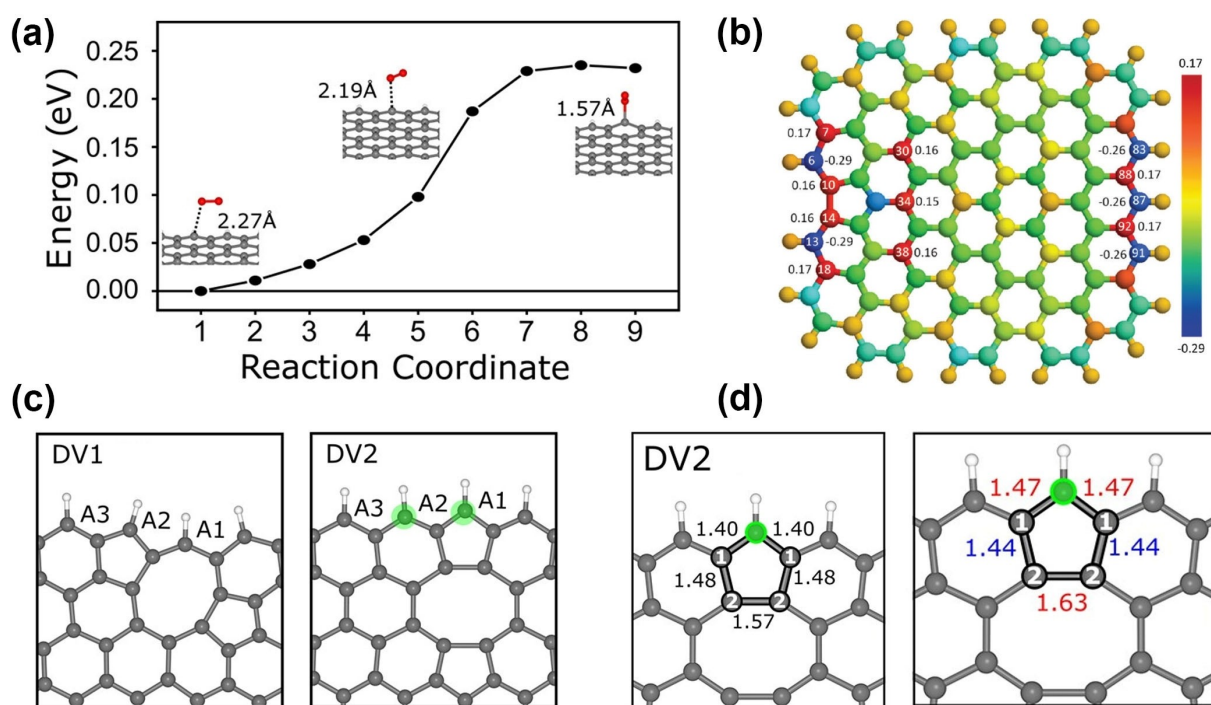 (a)
Energy (eV)
0.25
0.20
0.15
0.10
0.05
0.00
2.27Å
2.19Å
1.57Å
1 2 3 4 5 6 7 8 9
Reaction Coordinate
(b)
0.17
-0.29
0.17 7
6 -0.29
0.16 10
0.16 14
13 -0.29
0.17 18
30 0.16
34 0.15
38 0.16
-0.26 83
88 0.17
-0.26 87
92 0.17
-0.26 91
(c)
DV1
A3 A2 A1
DV2
A3 A2 A1
(d)
DV2
1.40 1.40
1 1
1.48 1.48
2 2
1.57
1.47 1.47
1 1
1.44 1.44
2 2
1.63